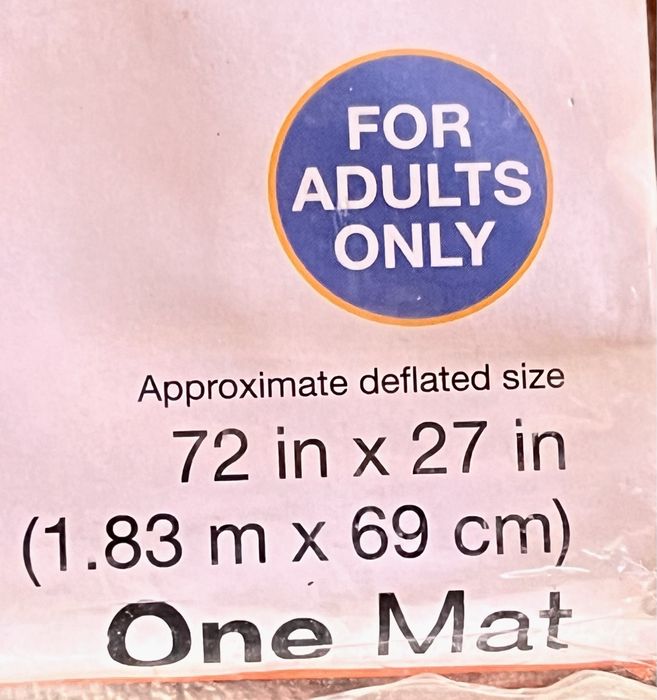 FOR
ADULTS
ONLY
Approximate deflated size
72 in x 27 in
(1.83 m x 69 cm)
One Mat